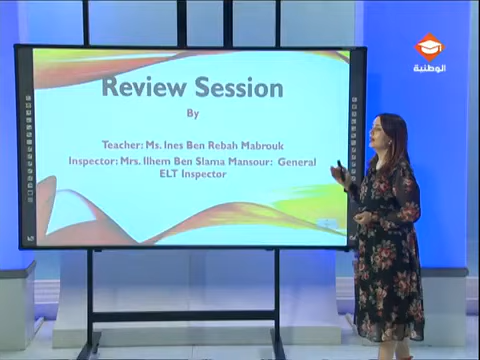 الوطنية
Review Session
By
Teacher: Ms. Ines Ben Rebah Mabrouk
Inspector: Mrs. Ilhem Ben Slama Mansour: General
ELT Inspector